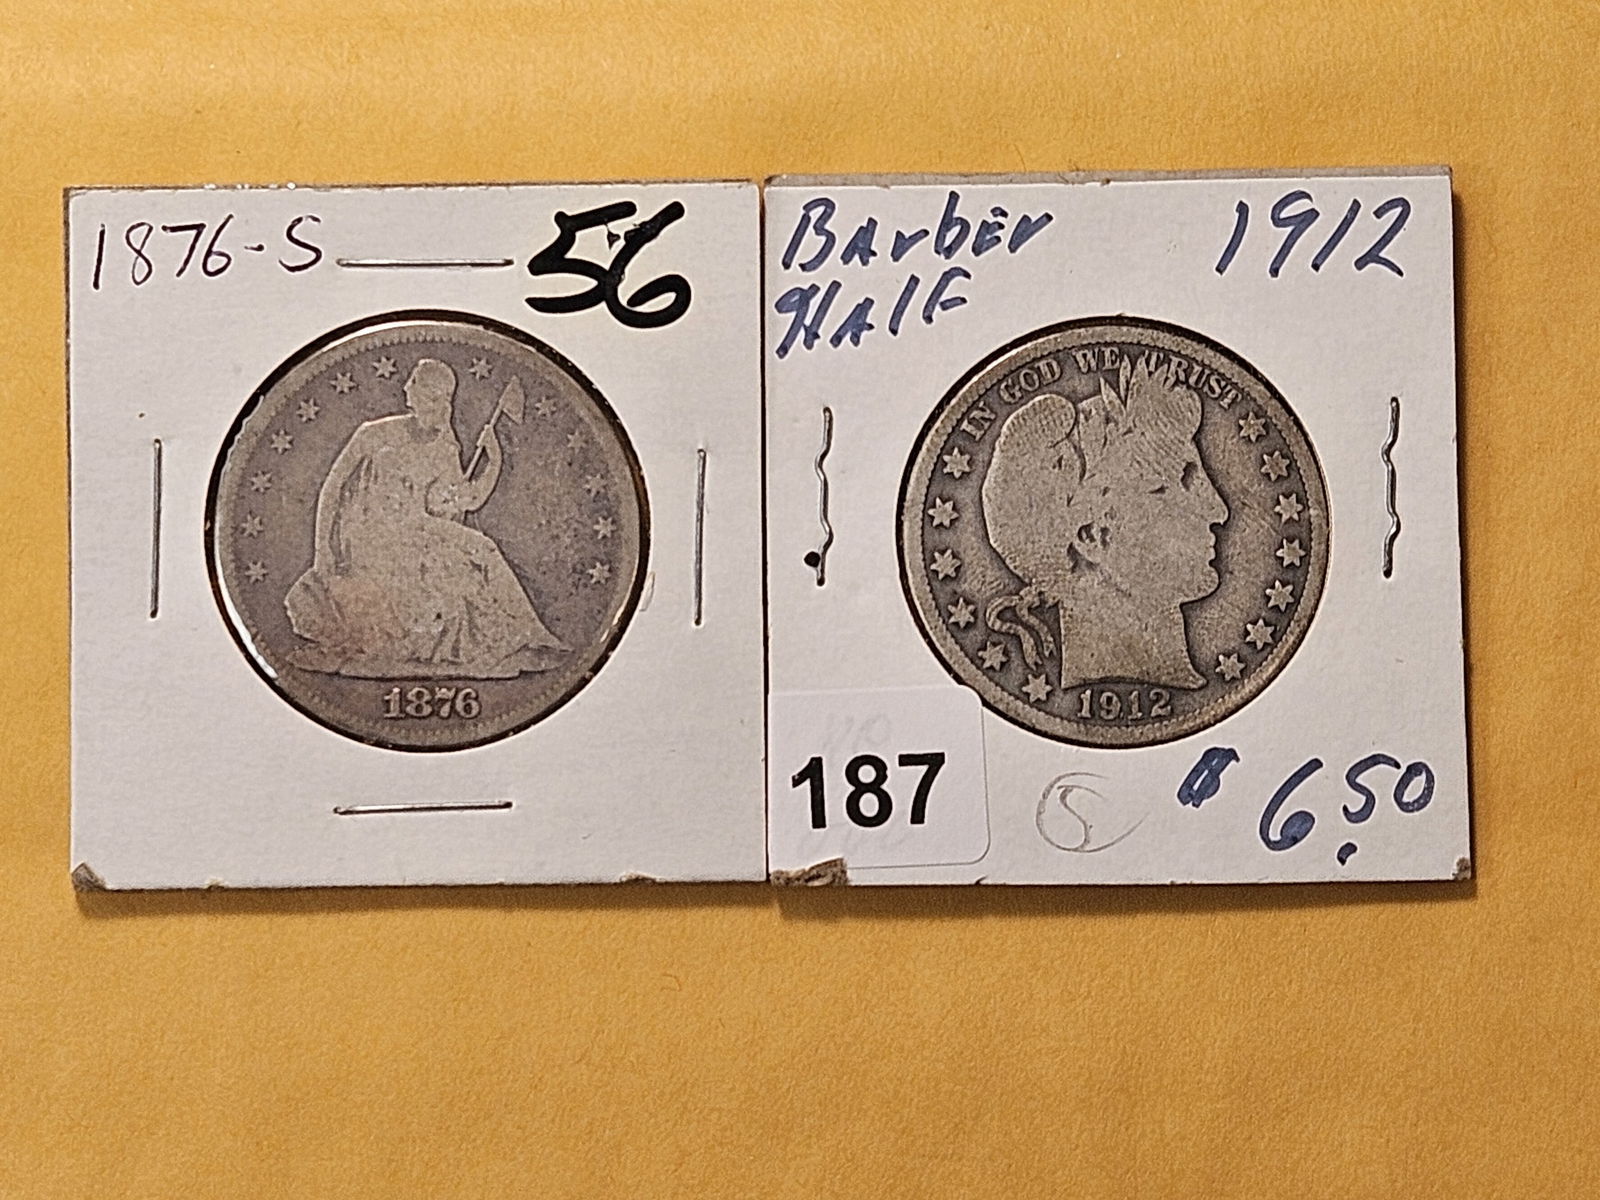 1876-S
56
1876
Barber 1912
Half
IN GOD WE TRUST
1912
187
S
$6.50